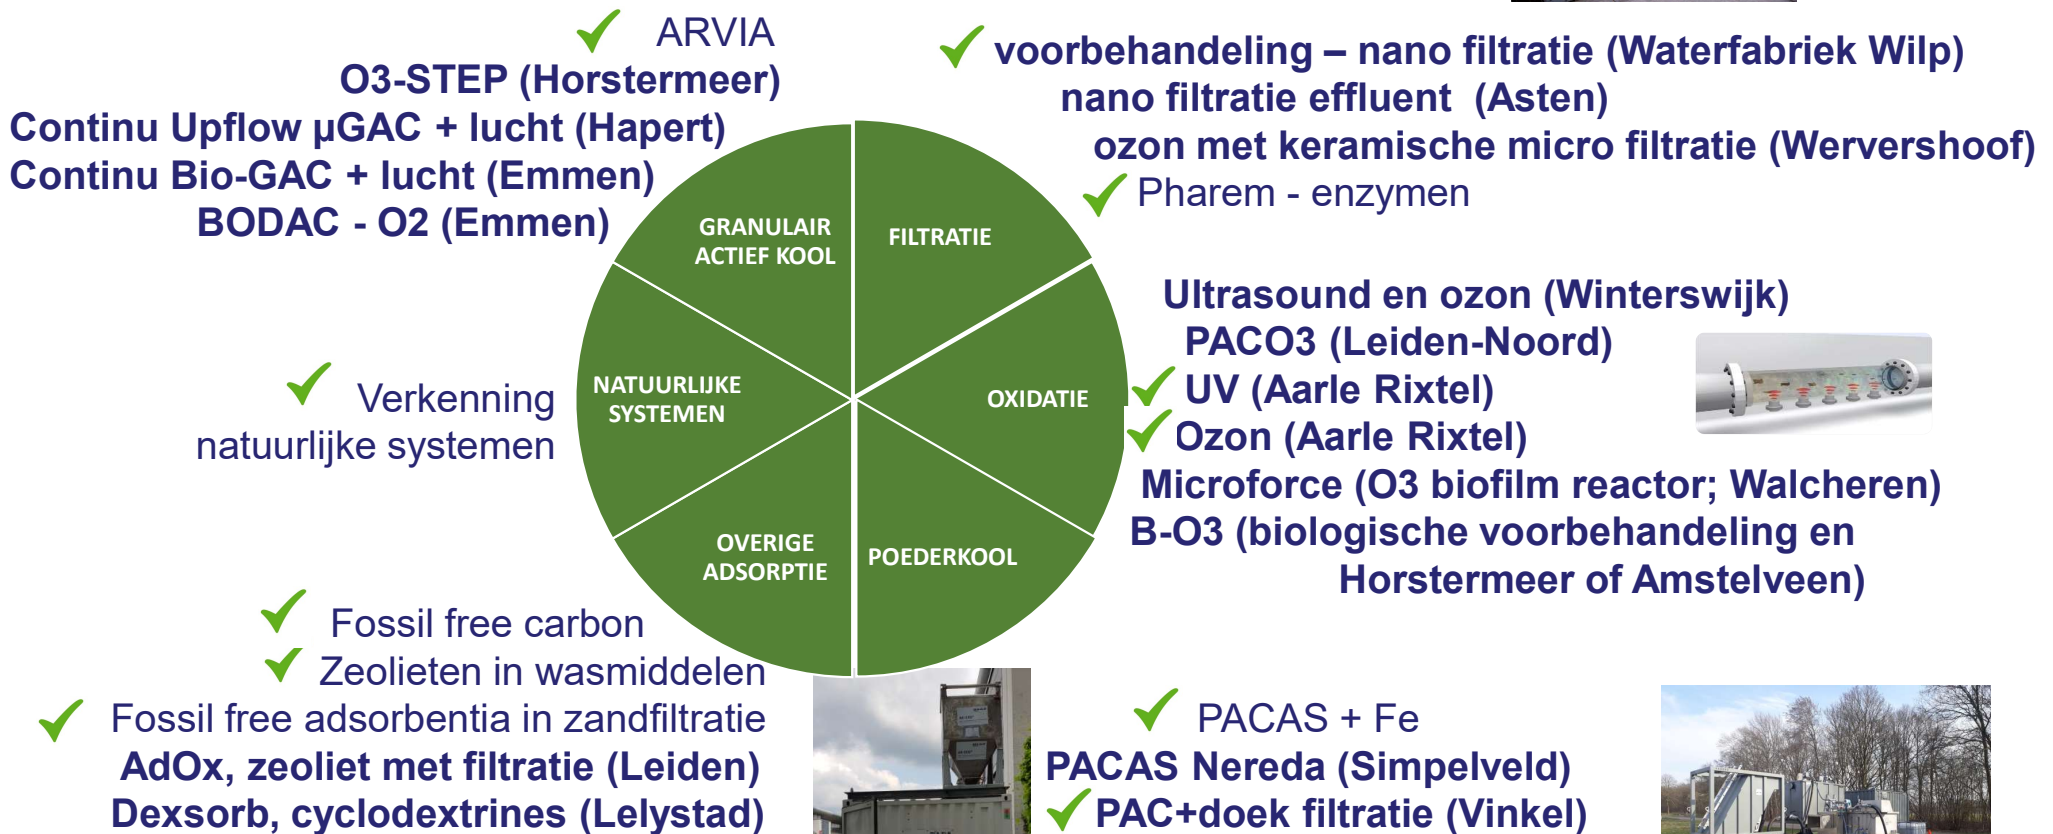 ARVIA
O3-STEP (Horstermeer)
Continu Upflow µGAC + lucht (Hapert)
Continu Bio-GAC + lucht (Emmen)
BODAC - O2 (Emmen)
voorbehandeling – nano filtratie (Waterfabriek Wilp)
nano filtratie effluent (Asten)
ozon met keramische micro filtratie (Wervershoof)
Pharem - enzymen
GRANULAIR
ACTIEF KOOL
FILTRATIE
NATUURLIJKE
SYSTEMEN
OXIDATIE
OVERIGE
ADSORPTIE
POEDERKOOL
Ultrasound en ozon (Winterswijk)
PACO3 (Leiden-Noord)
UV (Aarle Rixtel)
Ozon (Aarle Rixtel)
Microforce (O3 biofilm reactor; Walcheren)
B-O3 (biologische voorbehandeling en
Horstermeer of Amstelveen)
Verkenning
natuurlijke systemen
Fossil free carbon
Zeolieten in wasmiddelen
Fossil free adsorbentia in zandfiltratie
AdOx, zeoliet met filtratie (Leiden)
Dexsorb, cyclodextrines (Lelystad)
PACAS + Fe
PACAS Nereda (Simpelveld)
PAC+doek filtratie (Vinkel)